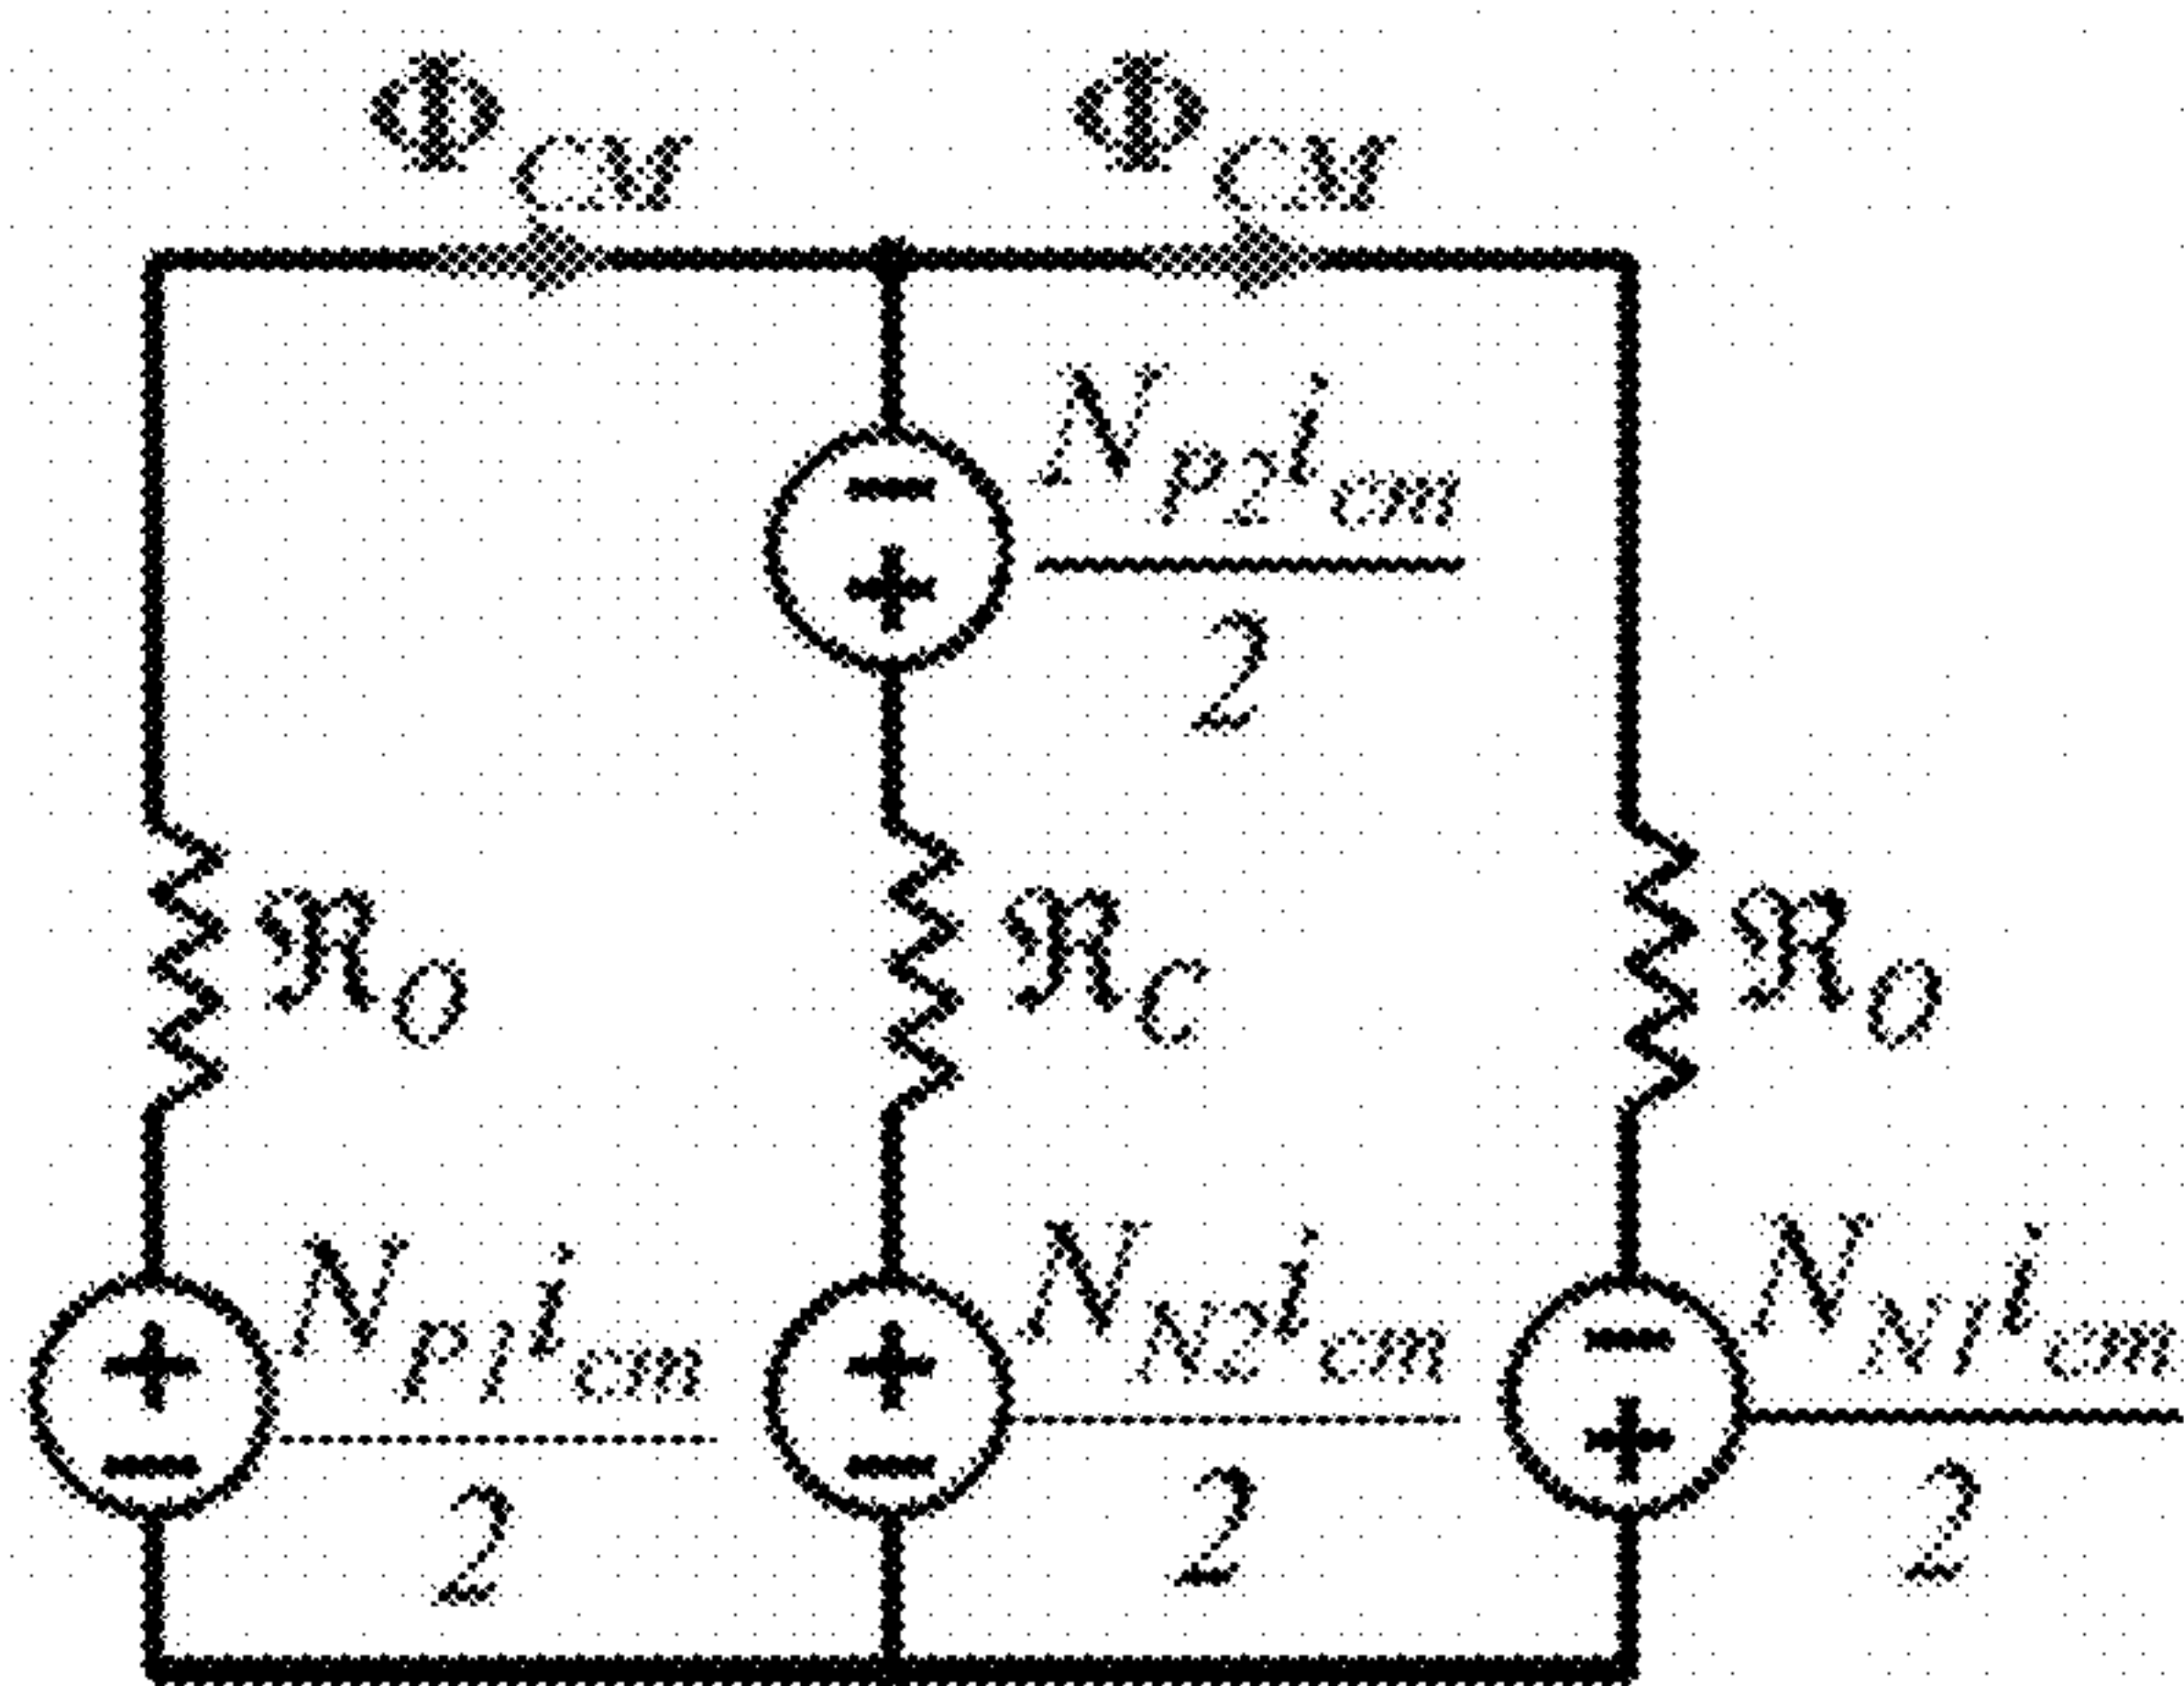 Φ_CM Φ_CM
− N_p2 i_cm
+ 2
ℜ_O ℜ_C ℜ_O
+ N_p1 i_cm + N_N2 i_cm − N_N1 i_cm
− 2 − 2 + 2